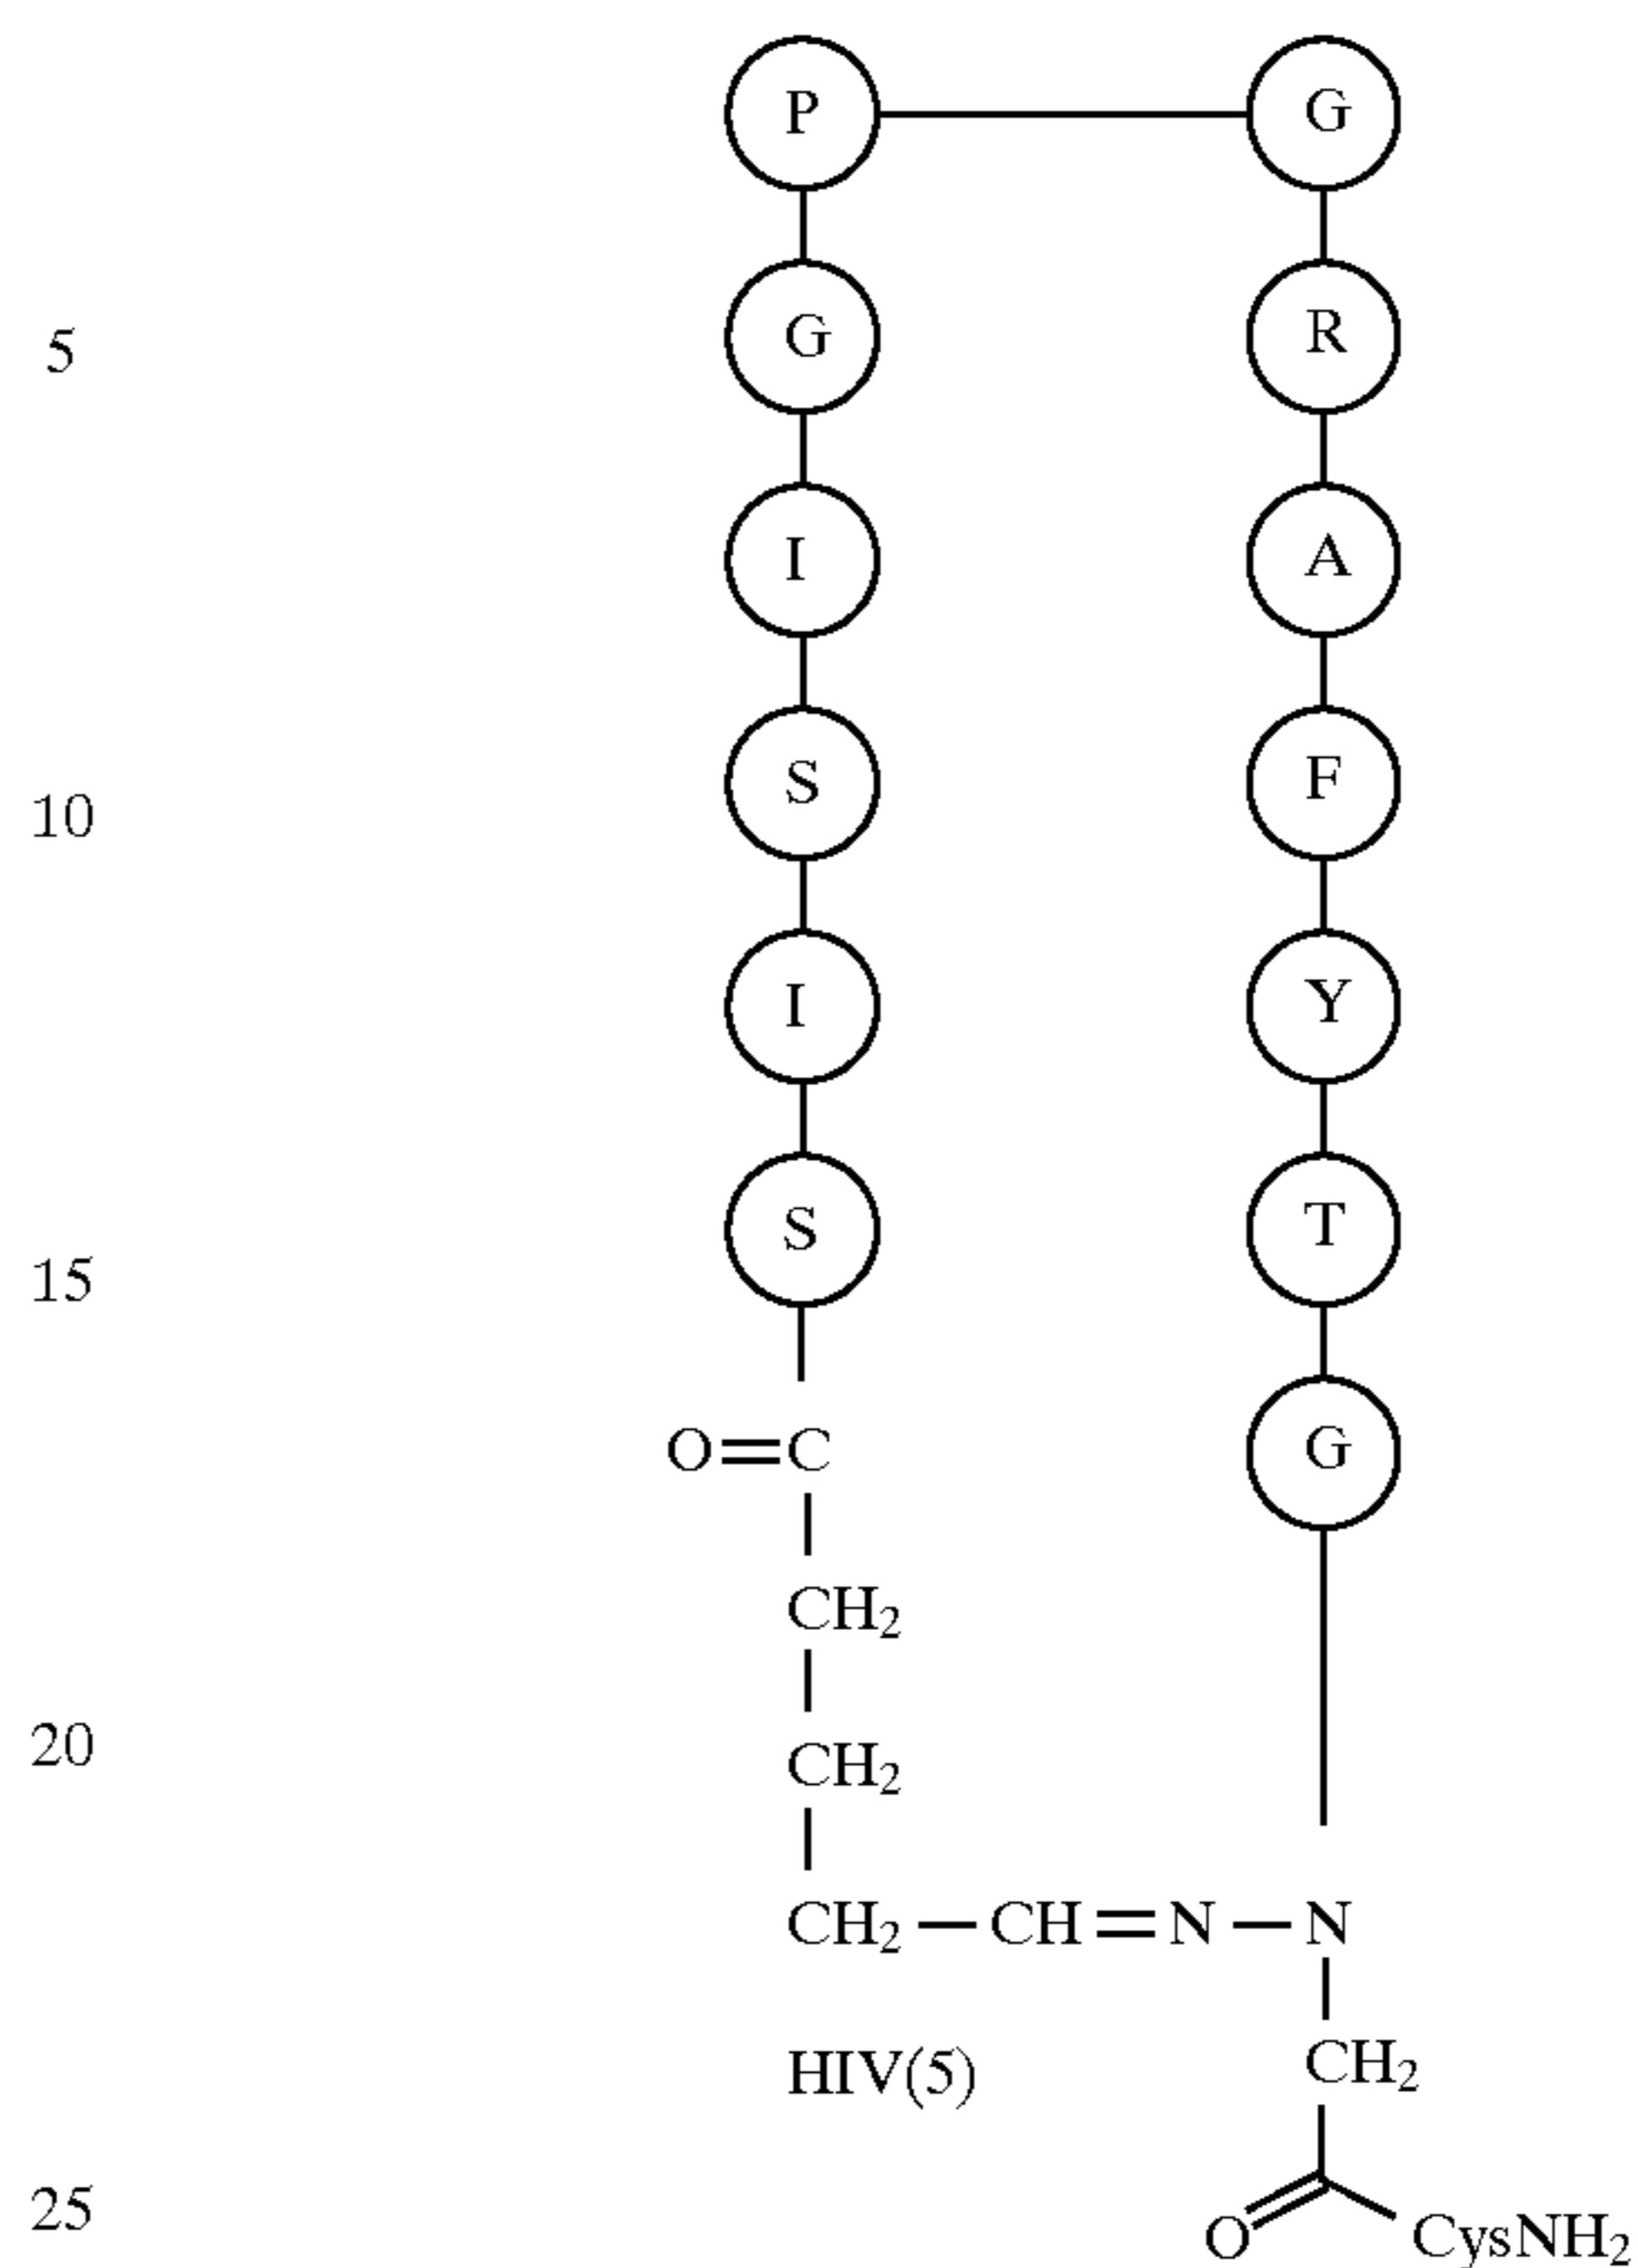 P G
5 G R
I A
10 S F
I Y
15 S T
O=C G
CH2
20 CH2
CH2—CH=N—N
HIV(5) CH2
25 O CysNH2